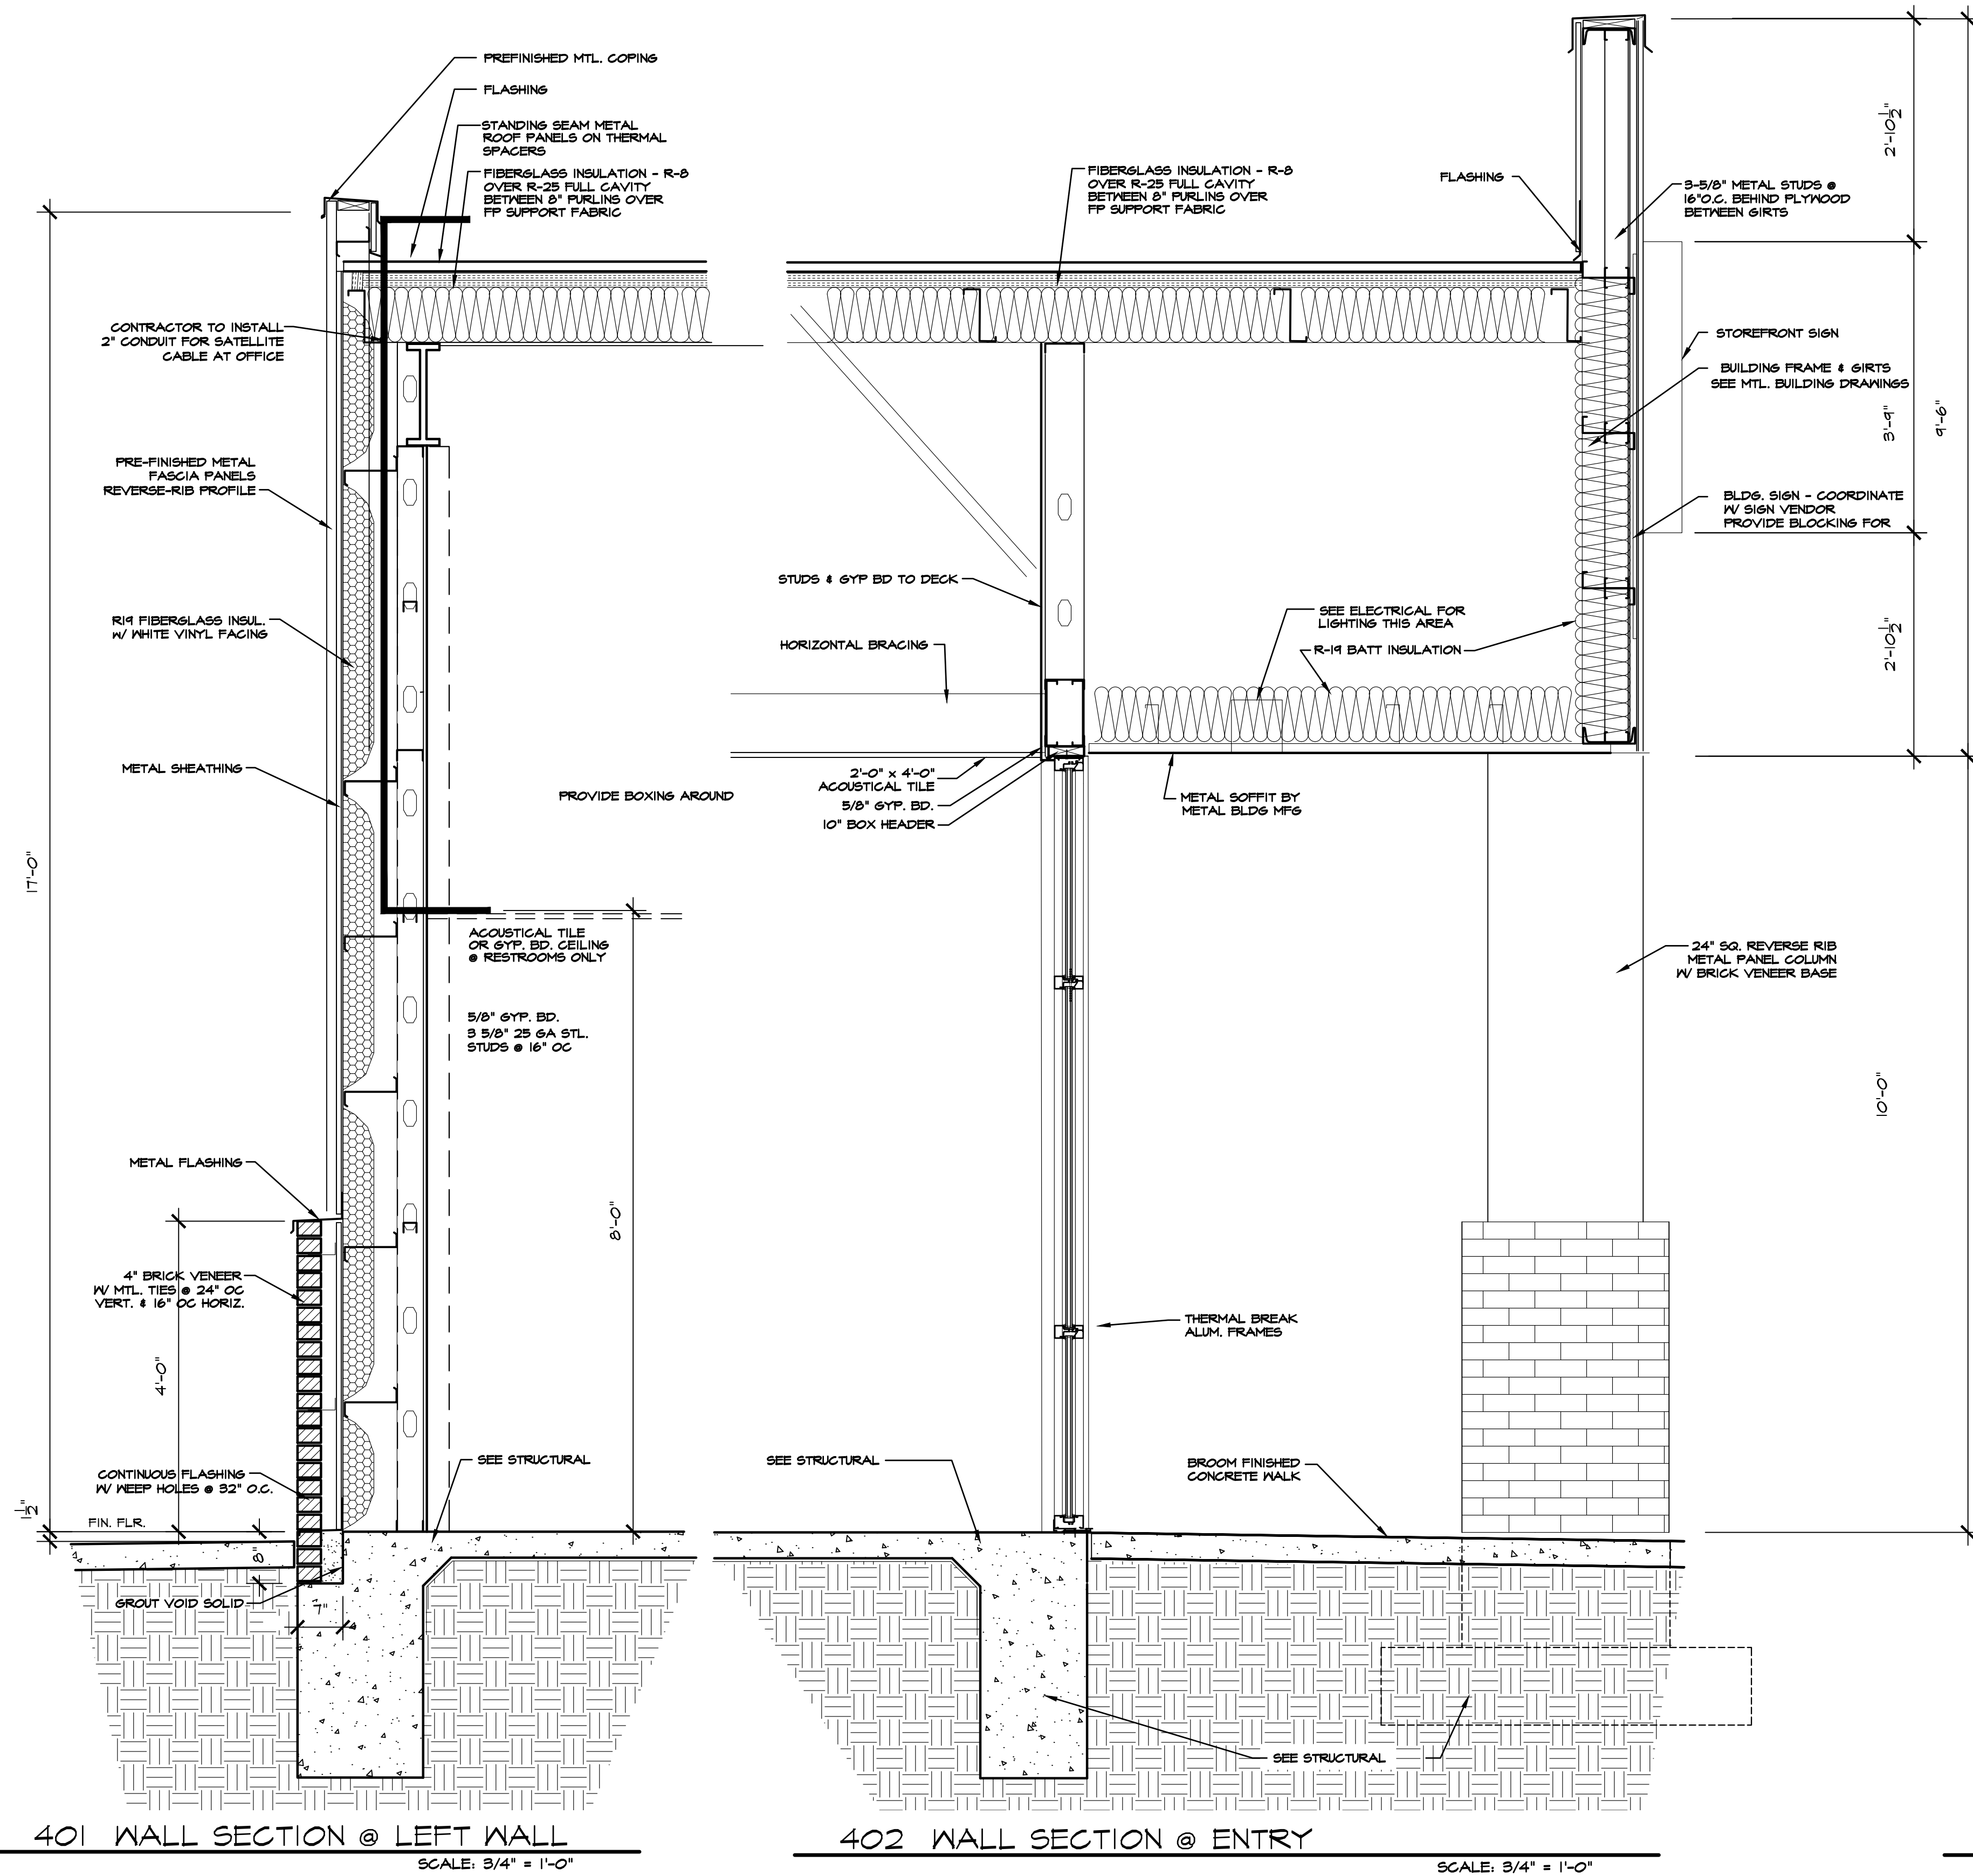 PREFINISHED MTL. COPING
FLASHING
STANDING SEAM METAL
ROOF PANELS ON THERMAL
SPACERS
FIBERGLASS INSULATION - R-8
OVER R-25 FULL CAVITY
BETWEEN 8" PURLINS OVER
FP SUPPORT FABRIC
CONTRACTOR TO INSTALL
2" CONDUIT FOR SATELLITE
CABLE AT OFFICE
PRE-FINISHED METAL
FASCIA PANELS
REVERSE-RIB PROFILE
R19 FIBERGLASS INSUL.
W/ WHITE VINYL FACING
METAL SHEATHING
PROVIDE BOXING AROUND
17'-0"
ACOUSTICAL TILE
OR GYP. BD. CEILING
@ RESTROOMS ONLY
5/8" GYP. BD.
3 5/8" 25 GA STL.
STUDS @ 16" OC
METAL FLASHING
8'-0"
4" BRICK VENEER
W/ MTL. TIES @ 24" OC
VERT. & 16" OC HORIZ.
4'-0"
SEE STRUCTURAL
CONTINUOUS FLASHING
W/ WEEP HOLES @ 32" O.C.
1 1/2"
FIN. FLR.
8"
GROUT VOID SOLID
7"
401 WALL SECTION @ LEFT WALL
SCALE: 3/4" = 1'-0"
FIBERGLASS INSULATION - R-8
OVER R-25 FULL CAVITY
BETWEEN 8" PURLINS OVER
FP SUPPORT FABRIC
FLASHING
3-5/8" METAL STUDS @
16"O.C. BEHIND PLYWOOD
BETWEEN GIRTS
2'-10 1/2"
STOREFRONT SIGN
BUILDING FRAME & GIRTS
SEE MTL. BUILDING DRAWINGS
3'-9"
9'-6"
BLDG. SIGN - COORDINATE
W/ SIGN VENDOR
PROVIDE BLOCKING FOR
STUDS & GYP BD TO DECK
SEE ELECTRICAL FOR
LIGHTING THIS AREA
HORIZONTAL BRACING
R-19 BATT INSULATION
2'-10 1/2"
2'-0" x 4'-0"
ACOUSTICAL TILE
5/8" GYP. BD.
10" BOX HEADER
METAL SOFFIT BY
METAL BLDG MFG
24" SQ. REVERSE RIB
METAL PANEL COLUMN
W/ BRICK VENEER BASE
10'-0"
THERMAL BREAK
ALUM. FRAMES
SEE STRUCTURAL
BROOM FINISHED
CONCRETE WALK
SEE STRUCTURAL
402 WALL SECTION @ ENTRY
SCALE: 3/4" = 1'-0"